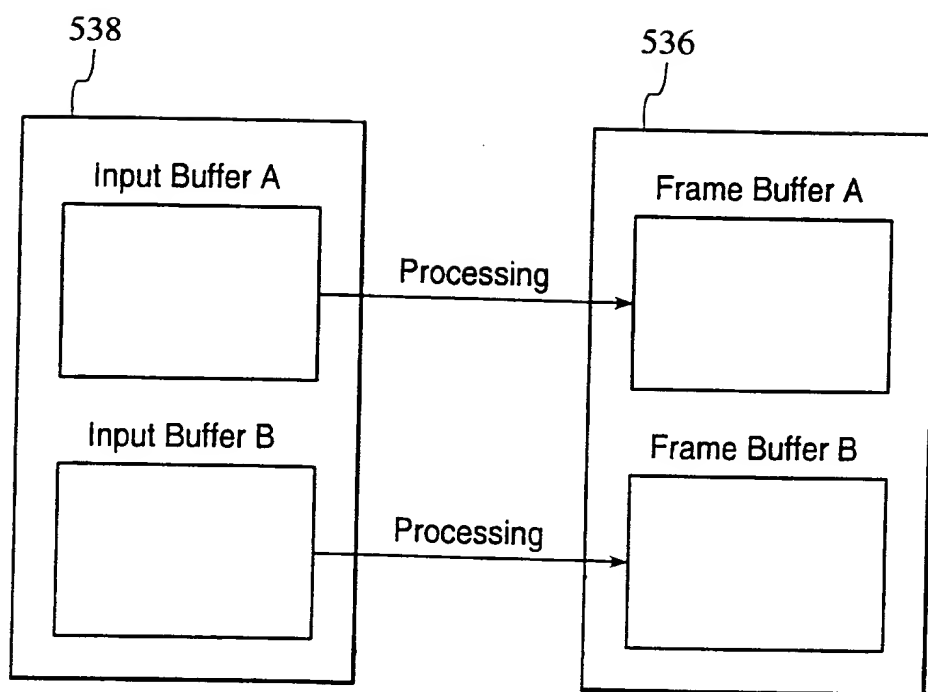 538
536
Input Buffer A
Frame Buffer A
Processing
Input Buffer B
Frame Buffer B
Processing